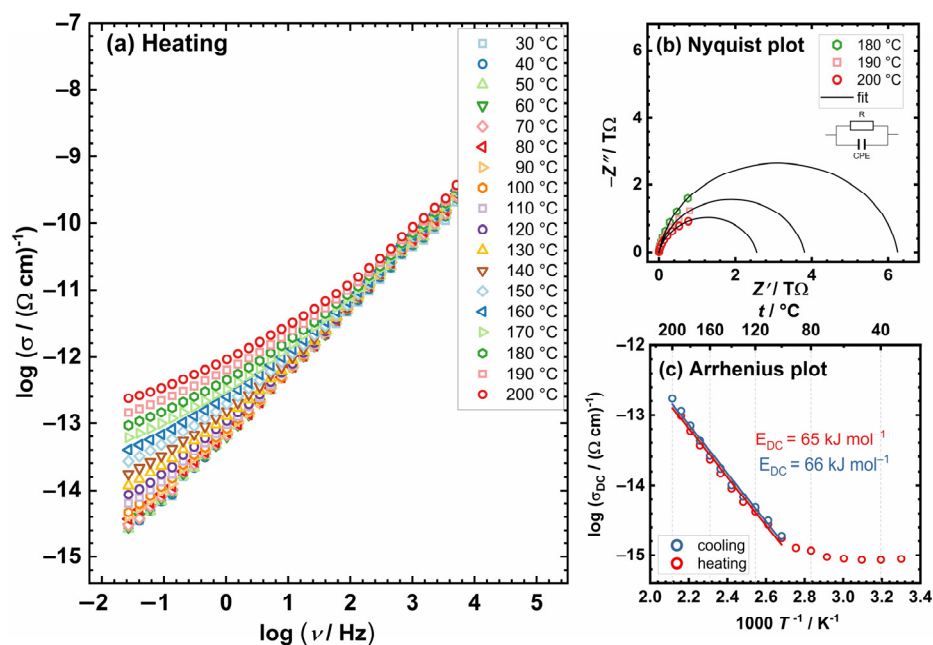 (a) Heating
log (σ / (Ω cm)⁻¹
−7
−8
−9
−10
−11
−12
−13
−14
−15
−2
−1
0
1
2
3
4
5
log (ν / Hz)
30 °C
40 °C
50 °C
60 °C
70 °C
80 °C
90 °C
100 °C
110 °C
120 °C
130 °C
140 °C
150 °C
160 °C
170 °C
180 °C
190 °C
200 °C
(b) Nyquist plot
180 °C
190 °C
200 °C
fit
R
CPE
−Z″ / TΩ
6
4
2
0
0
2
4
6
Z′ / TΩ
t / °C
200
160
120
80
40
(c) Arrhenius plot
log (σDC / (Ω cm)⁻¹
−12
−13
−14
−15
EDC = 65 kJ mol⁻¹
EDC = 66 kJ mol⁻¹
cooling
heating
2.0
2.2
2.4
2.6
2.8
3.0
3.2
3.4
1000 T⁻¹ / K⁻¹